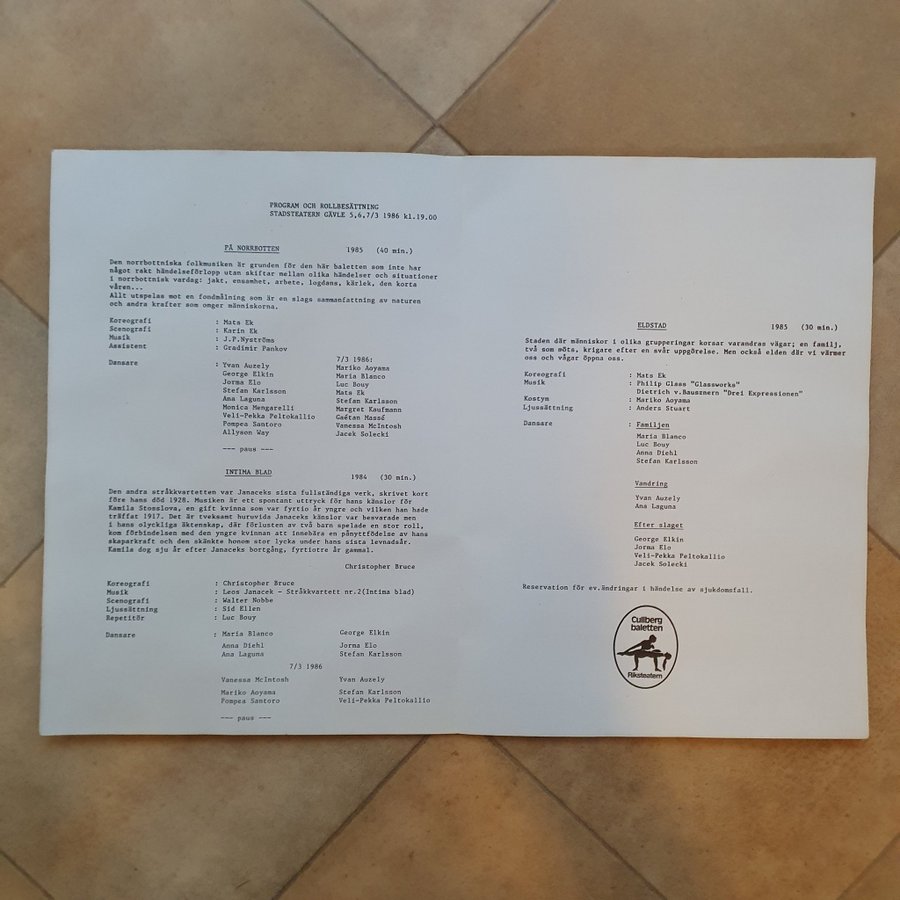 PROGRAM OCH ROLLBESÄTTNING
STADSTEATERN GÄVLE 5,6,7/3 1986 kl.19.00
PÅ NORRBOTTEN 1985 (40 min.)
Den norrbottniska folkmusiken är grunden för den här baletten som inte har
något rakt händelseförlopp utan skiftar mellan olika händelser och situationer
i norrbottnisk vardag: jakt, ensamhet, arbete, logdans, kärlek, den korta
våren...
Allt utspelas mot en fondmålning som är en slags sammanfattning av naturen
och andra krafter som omger människorna.
Koreografi : Mats Ek
Scenografi : Karin Ek
Musik : J.P.Nyströms
Assistent : Gradimir Pankov
7/3 1986:
Dansare : Yvan Auzely Mariko Aoyama
George Elkin Maria Blanco
Jorma Elo Luc Bouy
Stefan Karlsson Mats Ek
Ana Laguna Stefan Karlsson
Monica Mengarelli Margret Kaufmann
Veli-Pekka Peltokallio Gaétan Massé
Pompea Santoro Vanessa McIntosh
Allyson Way Jacek Solecki
--- paus ---
INTIMA BLAD 1984 (30 min.)
Den andra stråkkvartetten var Janaceks sista fullständiga verk, skrivet kort
före hans död 1928. Musiken är ett spontant uttryck för hans känslor för
Kamila Stosslova, en gift kvinna som var fyrtio år yngre och vilken han hade
träffat 1917. Det är tveksamt huruvida Janaceks känslor var besvarade men
i hans olyckliga äktenskap, där förlusten av två barn spelade en stor roll,
kom förbindelsen med den yngre kvinnan att innebära en pånyttfödelse av hans
skaparkraft och den skänkte honom stor lycka under hans sista levnadsår.
Kamila dog sju år efter Janaceks bortgång, fyrtiotre år gammal.
Christopher Bruce
Koreografi : Christopher Bruce
Musik : Leos Janacek - Stråkkvartett nr.2(Intima blad)
Scenografi : Walter Nobbe
Ljussättning : Sid Ellen
Repetitör : Luc Bouy
Dansare : Maria Blanco George Elkin
Anna Diehl Jorma Elo
Ana Laguna Stefan Karlsson
7/3 1986
Vanessa McIntosh Yvan Auzely
Mariko Aoyama Stefan Karlsson
Pompea Santoro Veli-Pekka Peltokallio
--- paus ---
ELDSTAD 1985 (30 min.)
Staden där människor i olika grupperingar korsar varandras vägar; en familj,
två som möts, krigare efter en svår uppgörelse. Men också elden där vi värmer
oss och vågar öppna oss.
Koreografi : Mats Ek
Musik : Philip Glass "Glassworks"
Dietrich v.Bausznern "Drei Expressionen"
Kostym : Mariko Aoyama
Ljussättning : Anders Stuart
Dansare : Familjen
Maria Blanco
Luc Bouy
Anna Diehl
Stefan Karlsson
Vandring
Yvan Auzely
Ana Laguna
Efter slaget
George Elkin
Jorma Elo
Veli-Pekka Peltokallio
Jacek Solecki
Reservation för ev.ändringar i händelse av sjukdomsfall.
Cullberg
baletten
Riksteatern